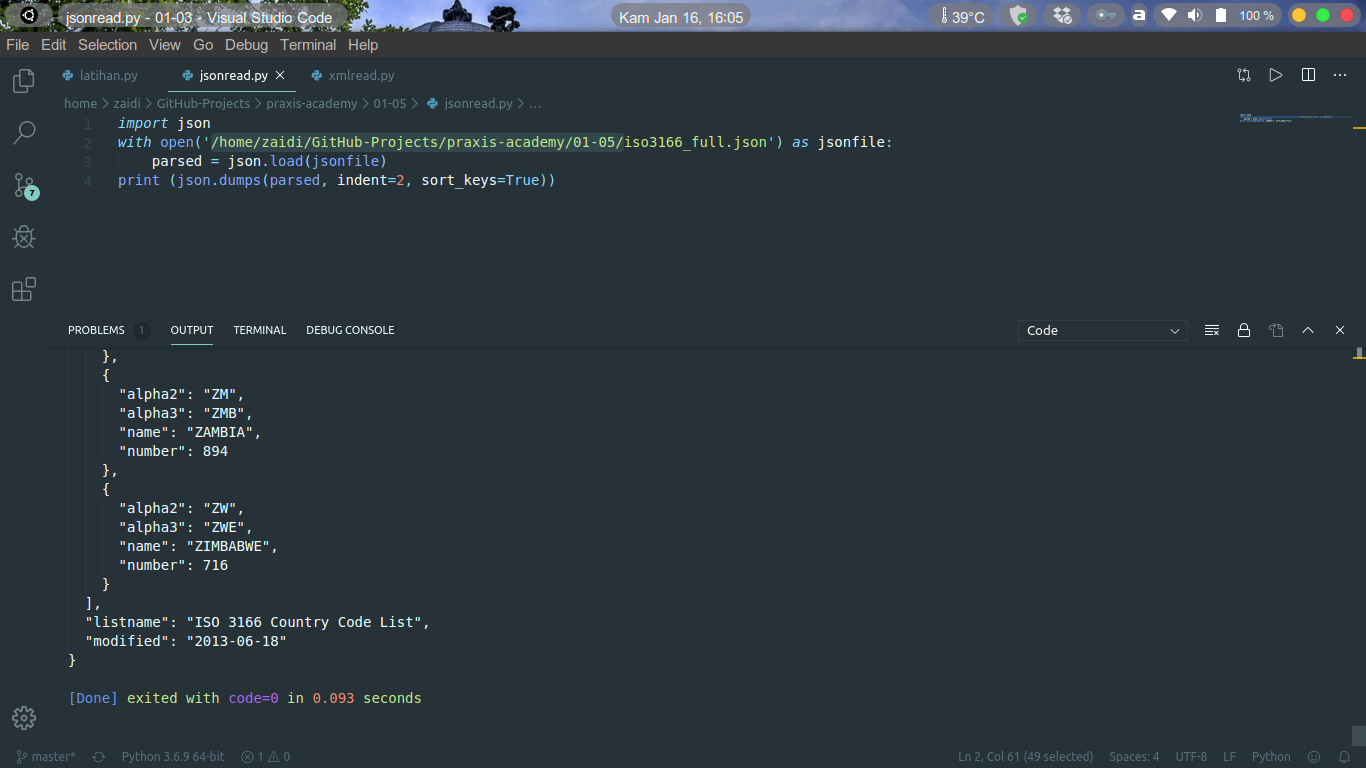 jsonread.py - 01-03 - Visual Studio Code
Kam Jan 16, 16:05
39°C
a
100 %
File Edit Selection View Go Debug Terminal Help
latihan.py jsonread.py xmlread.py
home > zaidi > GitHub-Projects > praxis-academy > 01-05 > jsonread.py > ...
1 import json
2 with open('/home/zaidi/GitHub-Projects/praxis-academy/01-05/iso3166_full.json') as jsonfile:
3     parsed = json.load(jsonfile)
4 print (json.dumps(parsed, indent=2, sort_keys=True))
7
PROBLEMS 1 OUTPUT TERMINAL DEBUG CONSOLE Code
    },
    {
      "alpha2": "ZM",
      "alpha3": "ZMB",
      "name": "ZAMBIA",
      "number": 894
    },
    {
      "alpha2": "ZW",
      "alpha3": "ZWE",
      "name": "ZIMBABWE",
      "number": 716
    }
  ],
  "listname": "ISO 3166 Country Code List",
  "modified": "2013-06-18"
}
[Done] exited with code=0 in 0.093 seconds
master* Python 3.6.9 64-bit 1 0 Ln 2, Col 61 (49 selected) Spaces: 4 UTF-8 LF Python